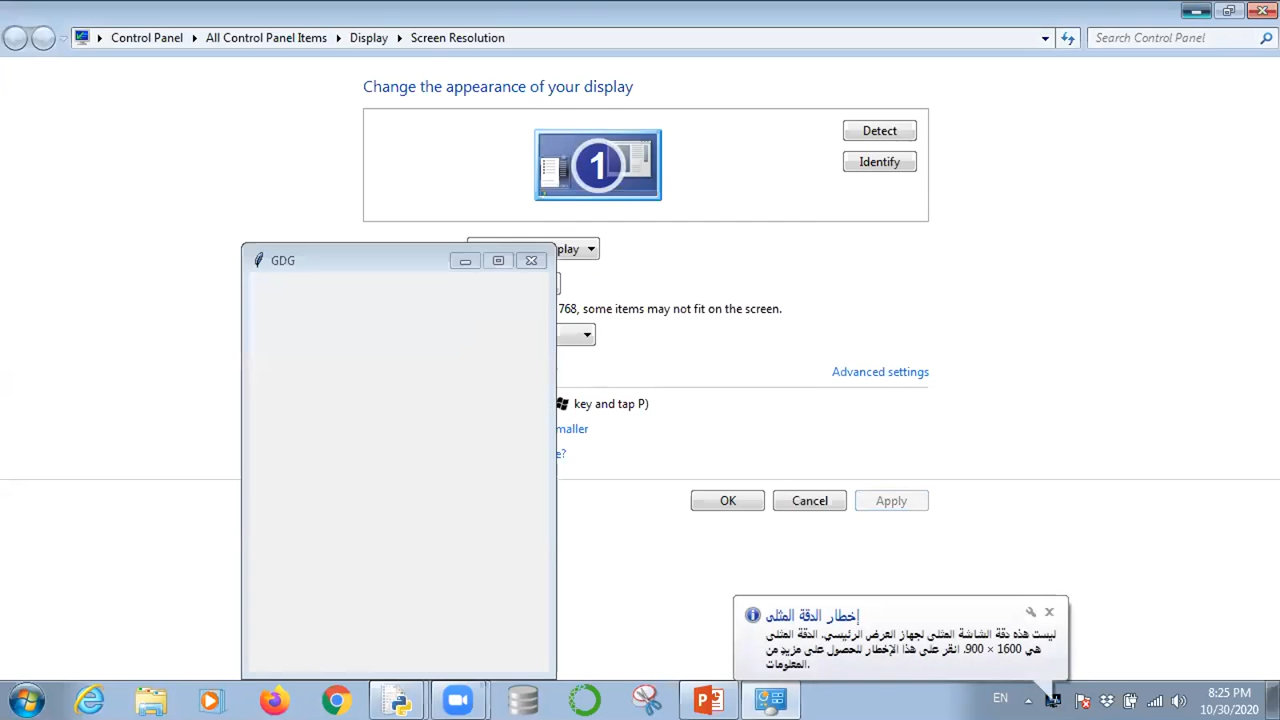 Control Panel ▸ All Control Panel Items ▸ Display ▸ Screen Resolution
Search Control Panel
Change the appearance of your display
1
Detect
Identify
play
GDG
768, some items may not fit on the screen.
Advanced settings
key and tap P)
maller
e?
OK
Cancel
Apply
إخطار الدقة المثلى
ليست هذه دقة الشاشة المثلى لجهاز العرض الرئيسي. الدقة المثلى
هي 1600 × 900. انقر على هذا الإخطار للحصول على مزيد من
المعلومات.
EN
8:25 PM
10/30/2020